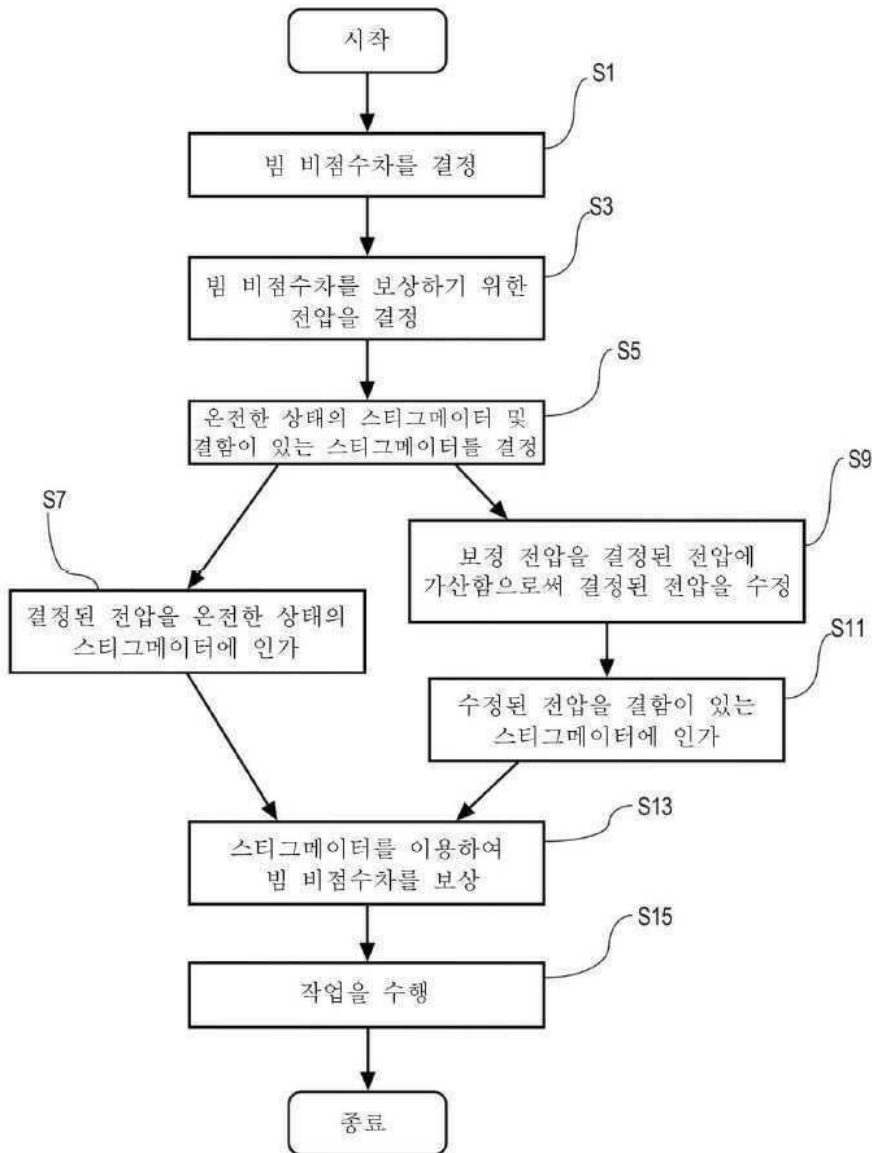 시작
S1
빔 비점수차를 결정
S3
빔 비점수차를 보상하기 위한
전압을 결정
S5
온전한 상태의 스티그메이터 및
결함이 있는 스티그메이터를 결정
S7
결정된 전압을 온전한 상태의
스티그메이터에 인가
S9
보정 전압을 결정된 전압에
가산함으로써 결정된 전압을 수정
S11
수정된 전압을 결함이 있는
스티그메이터에 인가
S13
스티그메이터를 이용하여
빔 비점수차를 보상
S15
작업을 수행
종료